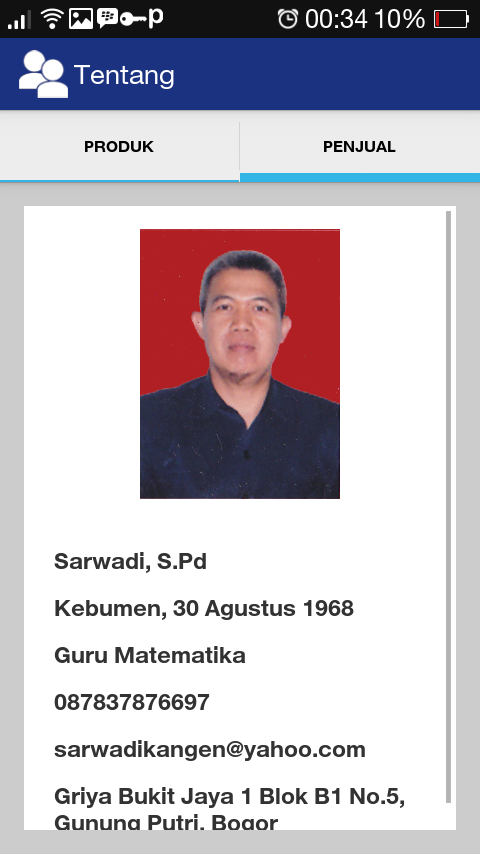 00:34 10%
Tentang
PRODUK
PENJUAL
Sarwadi, S.Pd
Kebumen, 30 Agustus 1968
Guru Matematika
087837876697
sarwadikangen@yahoo.com
Griya Bukit Jaya 1 Blok B1 No.5,
Gunung Putri, Bogor